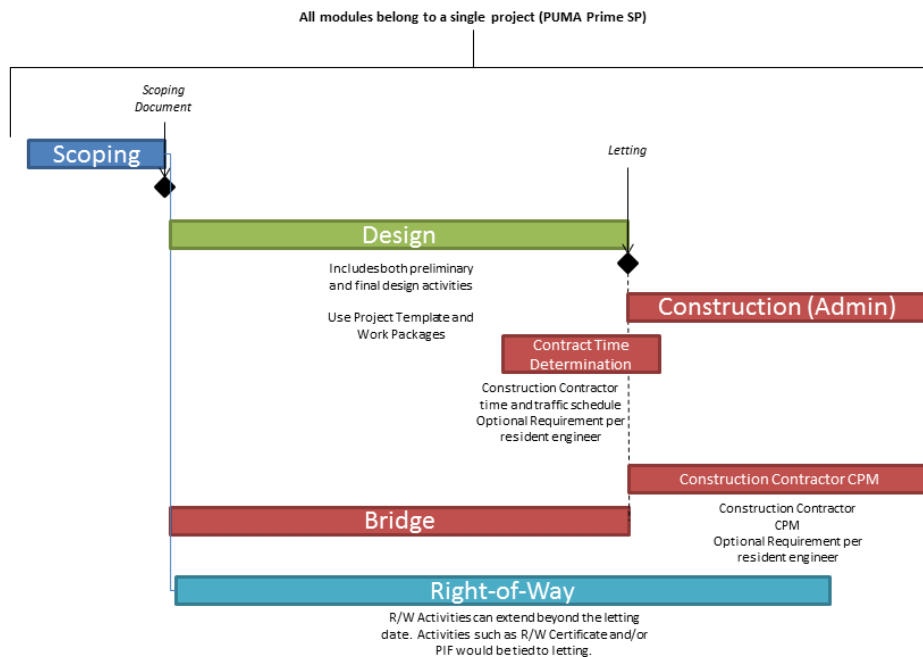 All modules belong to a single project (PUMA Prime SP)
Scoping
Document
Scoping
Letting
Design
Includesboth preliminary
and final design activities
Use Project Template and
Work Packages
Construction (Admin)
Contract Time
Determination
Construction Contractor
time and traffic schedule
Optional Requirement per
resident engineer
Construction Contractor CPM
Construction Contractor
CPM
Optional Requirement per
resident engineer
Bridge
Right-of-Way
R/W Activities can extend beyond the letting
date. Activities such as R/W Certificate and/or
PIF would be tied to letting.